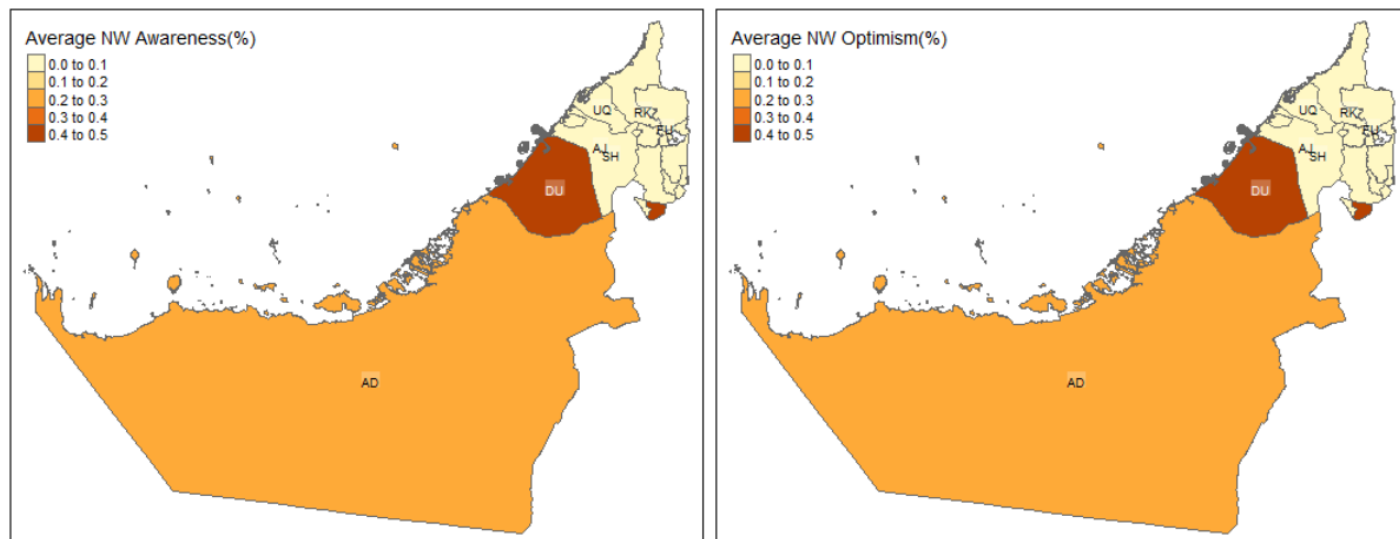 Average NW Awareness(%)
0.0 to 0.1
0.1 to 0.2
0.2 to 0.3
0.3 to 0.4
0.4 to 0.5
UQ
RKZ
FU
AJ
SH
DU
AD
Average NW Optimism(%)
0.0 to 0.1
0.1 to 0.2
0.2 to 0.3
0.3 to 0.4
0.4 to 0.5
UQ
RKZ
FU
AJ
SH
DU
AD